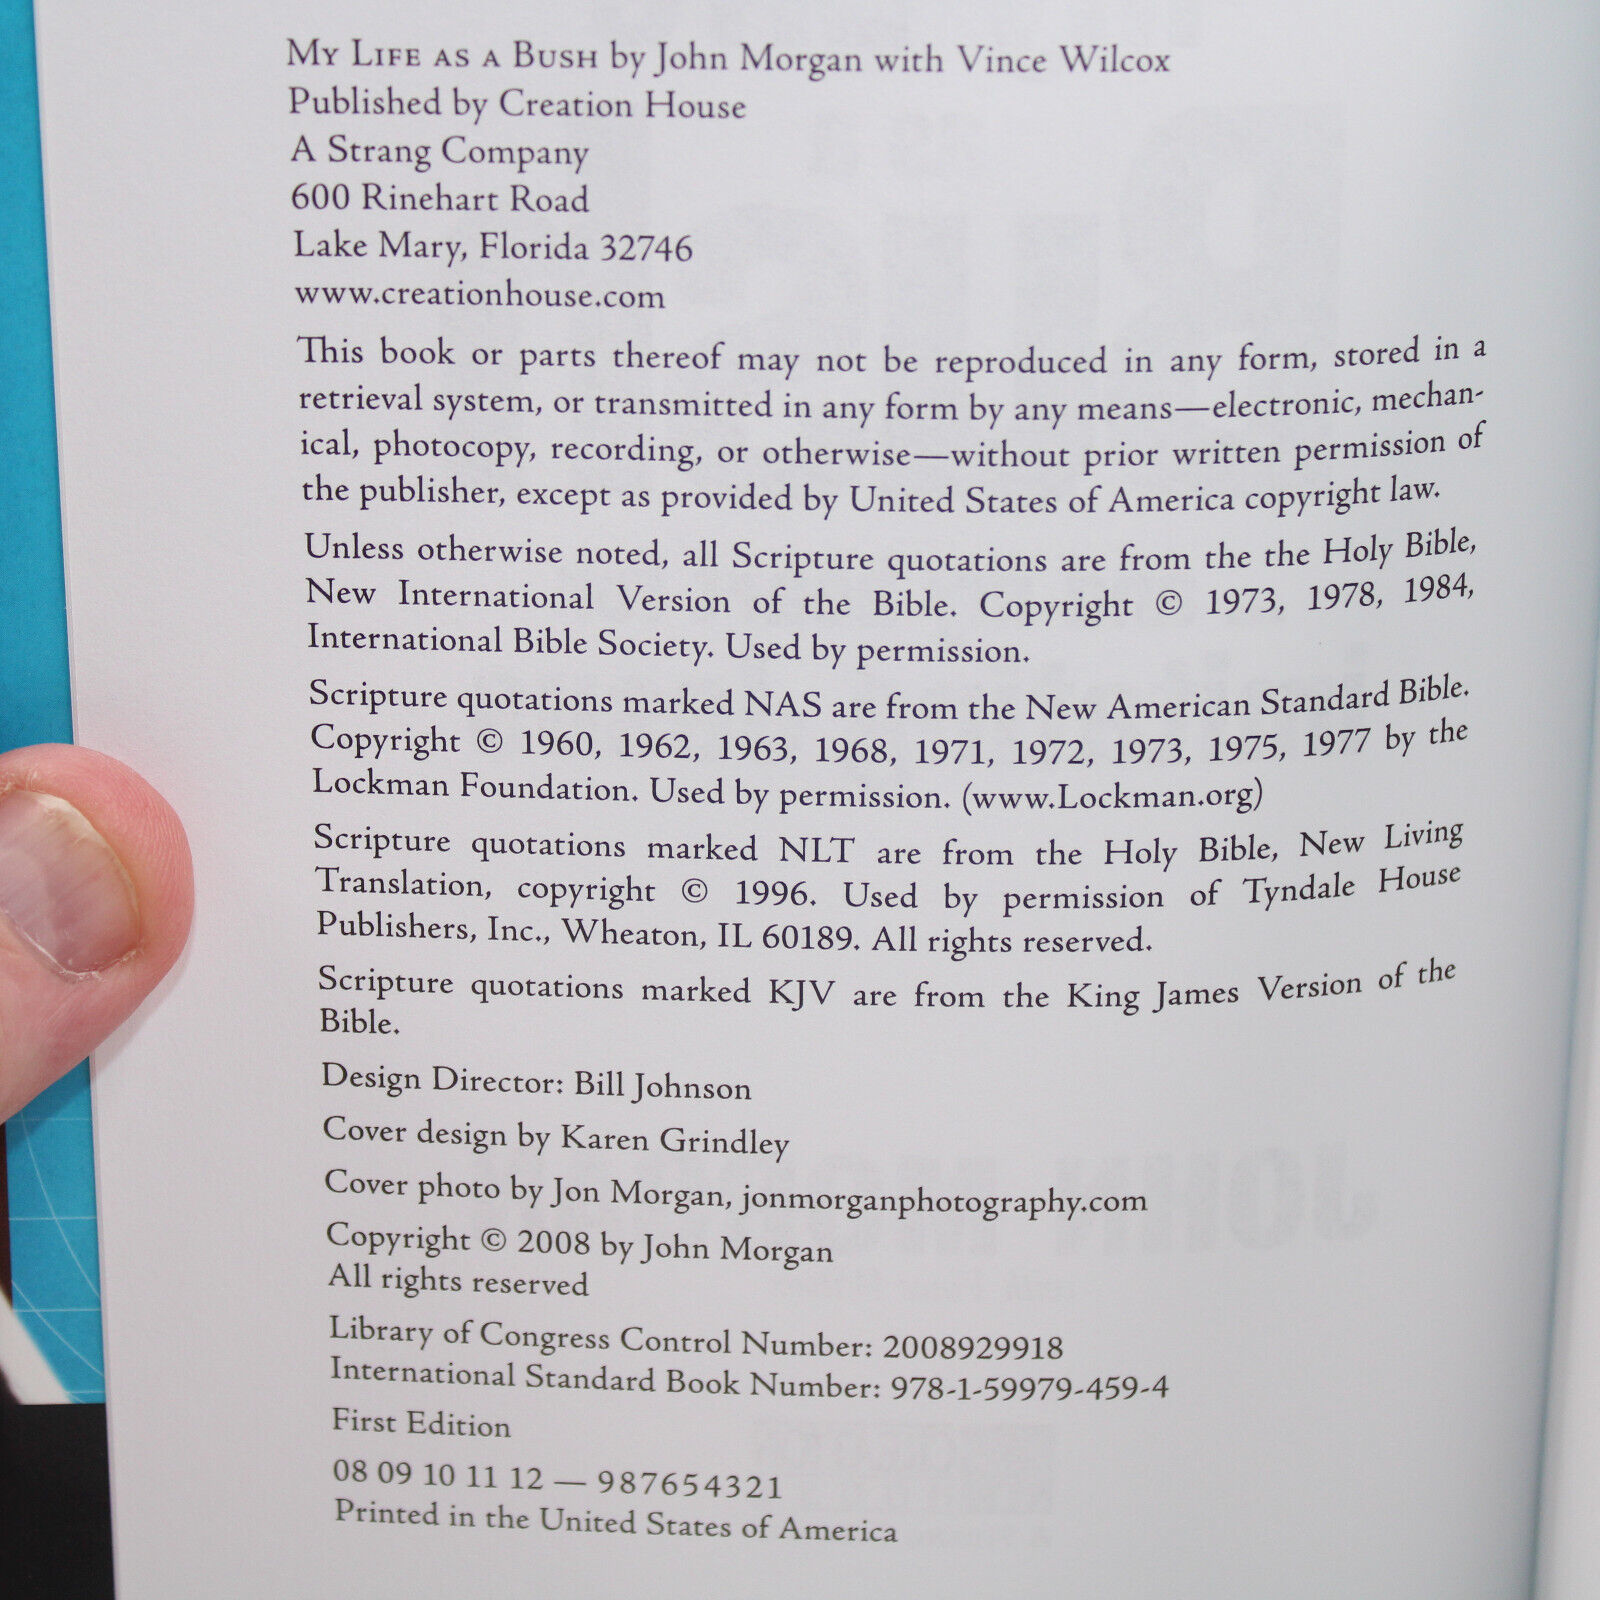 MY LIFE AS A BUSH by John Morgan with Vince Wilcox
Published by Creation House
A Strang Company
600 Rinehart Road
Lake Mary, Florida 32746
www.creationhouse.com
This book or parts thereof may not be reproduced in any form, stored in a
retrieval system, or transmitted in any form by any means—electronic, mechan-
ical, photocopy, recording, or otherwise—without prior written permission of
the publisher, except as provided by United States of America copyright law.
Unless otherwise noted, all Scripture quotations are from the the Holy Bible,
New International Version of the Bible. Copyright © 1973, 1978, 1984,
International Bible Society. Used by permission.
Scripture quotations marked NAS are from the New American Standard Bible.
Copyright © 1960, 1962, 1963, 1968, 1971, 1972, 1973, 1975, 1977 by the
Lockman Foundation. Used by permission. (www.Lockman.org)
Scripture quotations marked NLT are from the Holy Bible, New Living
Translation, copyright © 1996. Used by permission of Tyndale House
Publishers, Inc., Wheaton, IL 60189. All rights reserved.
Scripture quotations marked KJV are from the King James Version of the
Bible.
Design Director: Bill Johnson
Cover design by Karen Grindley
Cover photo by Jon Morgan, jonmorganphotography.com
Copyright © 2008 by John Morgan
All rights reserved
Library of Congress Control Number: 2008929918
International Standard Book Number: 978-1-59979-459-4
First Edition
08 09 10 11 12 — 987654321
Printed in the United States of America